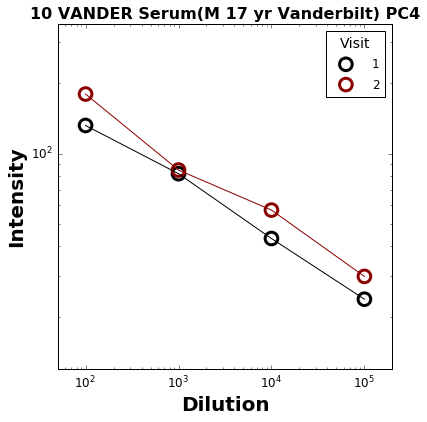 10 VANDER Serum(M 17 yr Vanderbilt) PC4
Visit
1
2
10²
Intensity
10² 10³ 10⁴ 10⁵
Dilution